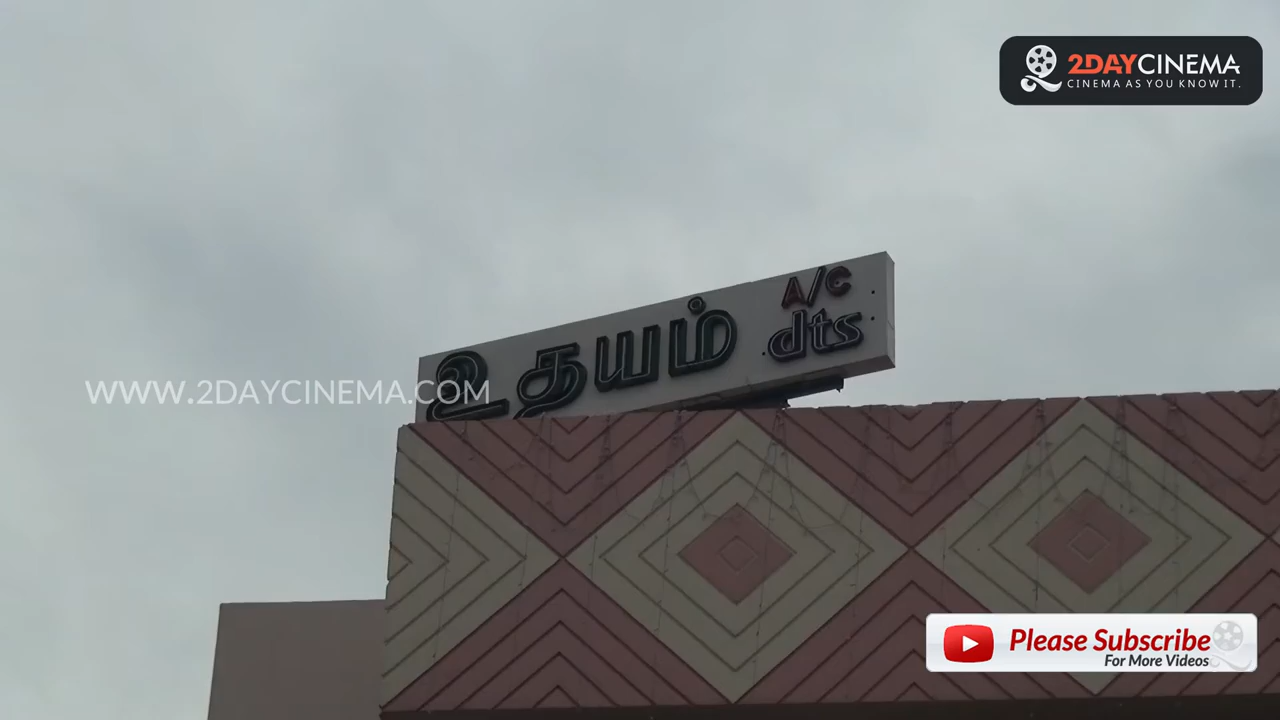 2DAYCINEMA
CINEMA AS YOU KNOW IT.
உதயம்
A/C
dts
WWW.2DAYCINEMA.COM
Please Subscribe
For More Videos